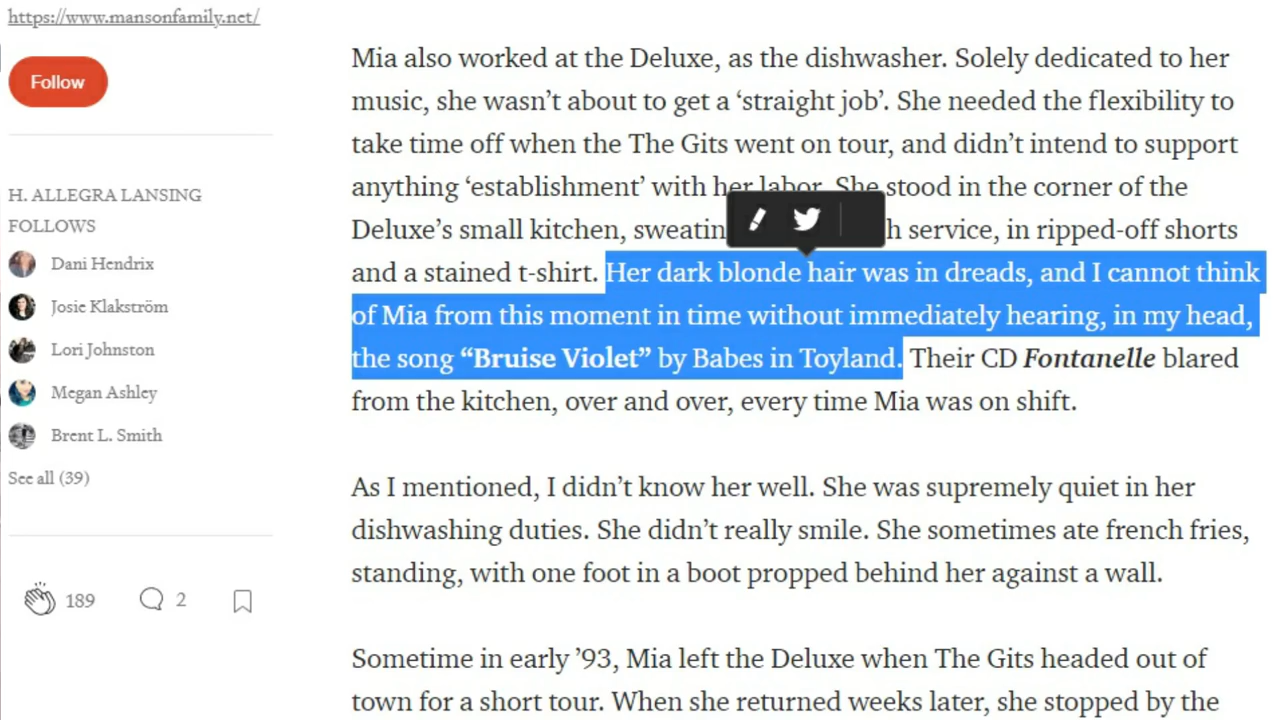 https://www.mansonfamily.net/
Follow
H. ALLEGRA LANSING
FOLLOWS
Dani Hendrix
Josie Klakström
Lori Johnston
Megan Ashley
Brent L. Smith
See all (39)
189
2
Mia also worked at the Deluxe, as the dishwasher. Solely dedicated to her
music, she wasn’t about to get a ‘straight job’. She needed the flexibility to
take time off when the The Gits went on tour, and didn’t intend to support
anything ‘establishment’ with her labor. She stood in the corner of the
Deluxe’s small kitchen, service, in ripped-off shorts
and a stained t-shirt. Her dark blonde hair was in dreads, and I cannot think
of Mia from this moment in time without immediately hearing, in my head,
the song “Bruise Violet” by Babes in Toyland. Their CD Fontanelle blared
from the kitchen, over and over, every time Mia was on shift.
As I mentioned, I didn’t know her well. She was supremely quiet in her
dishwashing duties. She didn’t really smile. She sometimes ate french fries,
standing, with one foot in a boot propped behind her against a wall.
Sometime in early ’93, Mia left the Deluxe when The Gits headed out of
town for a short tour. When she returned weeks later, she stopped by the